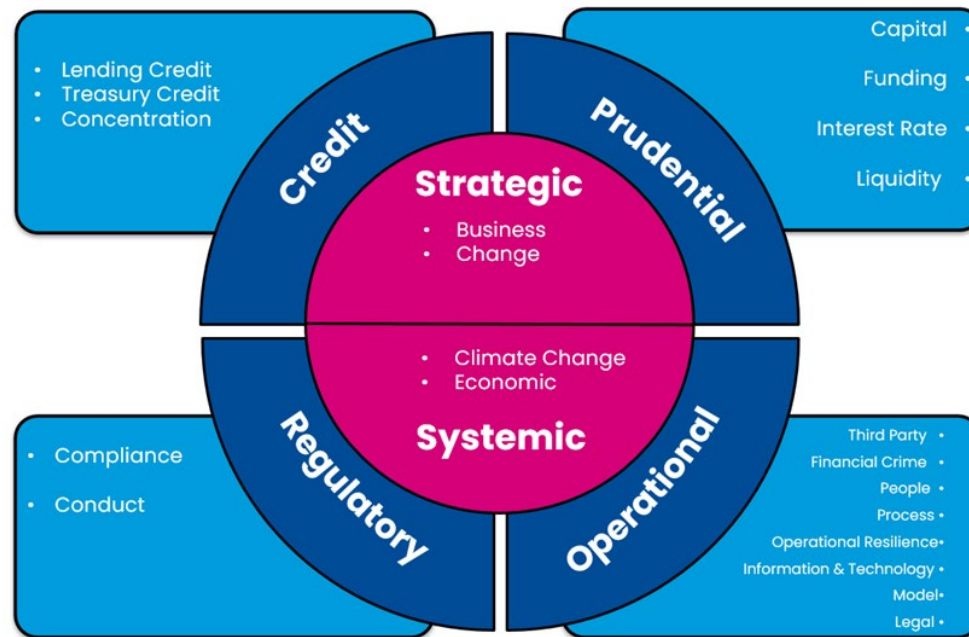 • Lending Credit
• Treasury Credit
• Concentration
Credit
Capital •
Funding •
Interest Rate •
Liquidity •
Prudential
Strategic
• Business
• Change
• Climate Change
• Economic
Systemic
• Compliance
• Conduct
Regulatory
Third Party •
Financial Crime •
People •
Process •
Operational Resilience•
Information & Technology •
Model•
Legal •
Operational